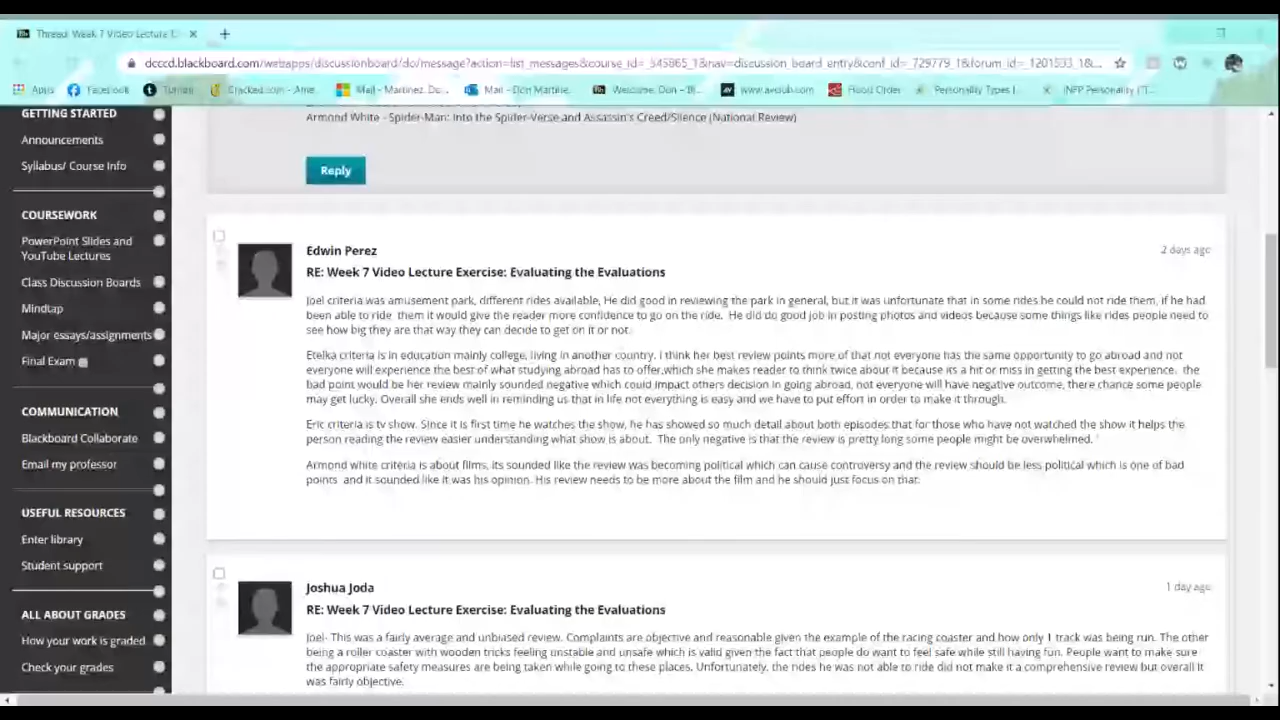 Thread: Week 7 Video Lecture E
dcccd.blackboard.com/webapps/discussionboard/do/message?action=list_messages&course_id=_545865_1&nav=discussion_board_entry&conf_id=_729779_1&forum_id=_1201593_1&...
Apps Facebook Tumblr Cracked.com - Ame... Mail - Martinez, Do... Mail - Don Martine... Welcome, Don – Bl... www.avclub.com Flood Order Personality Types | ... INFP Personality (Ti...
GETTING STARTED
Announcements
Syllabus/ Course Info
COURSEWORK
PowerPoint Slides and
YouTube Lectures
Class Discussion Boards
Mindtap
Major essays/assignments
Final Exam
COMMUNICATION
Blackboard Collaborate
Email my professor
USEFUL RESOURCES
Enter library
Student support
ALL ABOUT GRADES
How your work is graded
Check your grades
Armond White - Spider-Man: Into the Spider-Verse and Assassin's Creed/Silence (National Review)
Reply
Edwin Perez
2 days ago
RE: Week 7 Video Lecture Exercise: Evaluating the Evaluations
Joel criteria was amusement park, different rides available, He did good in reviewing the park in general, but it was unfortunate that in some rides he could not ride them, if he had
been able to ride them it would give the reader more confidence to go on the ride. He did do good job in posting photos and videos because some things like rides people need to
see how big they are that way they can decide to get on it or not.
Etelka criteria is in education mainly college, living in another country. I think her best review points more of that not everyone has the same opportunity to go abroad and not
everyone will experience the best of what studying abroad has to offer,which she makes reader to think twice about it because its a hit or miss in getting the best experience. the
bad point would be her review mainly sounded negative which could impact others decision in going abroad, not everyone will have negative outcome, there chance some people
may get lucky. Overall she ends well in reminding us that in life not everything is easy and we have to put effort in order to make it through.
Eric criteria is tv show. Since it is first time he watches the show, he has showed so much detail about both episodes that for those who have not watched the show it helps the
person reading the review easier understanding what show is about. The only negative is that the review is pretty long some people might be overwhelmed.
Armond white criteria is about films, its sounded like the review was becoming political which can cause controversy and the review should be less political which is one of bad
points and it sounded like it was his opinion. His review needs to be more about the film and he should just focus on that.
Joshua Joda
1 day ago
RE: Week 7 Video Lecture Exercise: Evaluating the Evaluations
Joel- This was a fairly average and unbiased review. Complaints are objective and reasonable given the example of the racing coaster and how only 1 track was being run. The other
being a roller coaster with wooden tricks feeling unstable and unsafe which is valid given the fact that people do want to feel safe while still having fun. People want to make sure
the appropriate safety measures are being taken while going to these places. Unfortunately, the rides he was not able to ride did not make it a comprehensive review but overall it
was fairly objective.